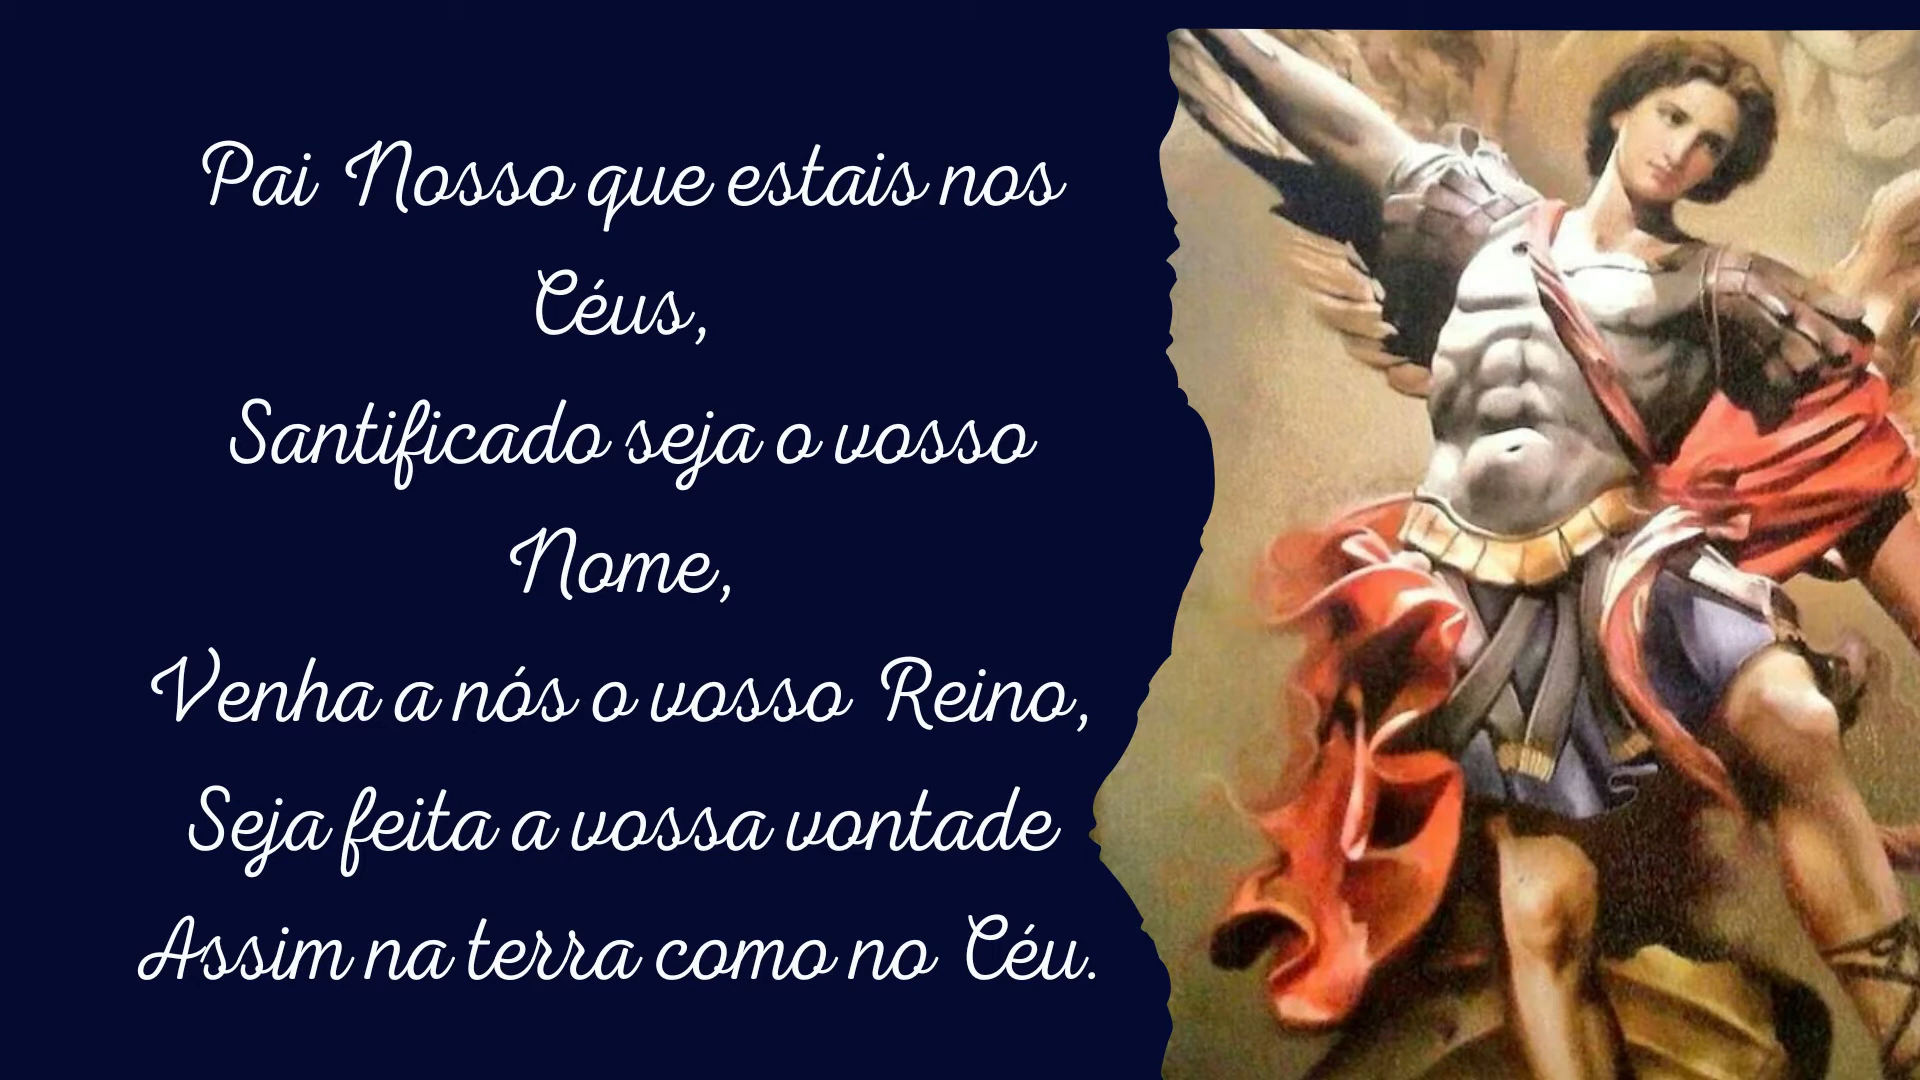 Pai Nosso que estais nos
Céus,
Santificado seja o vosso
Nome,
Venha a nós o vosso Reino,
Seja feita a vossa vontade
Assim na terra como no Céu.